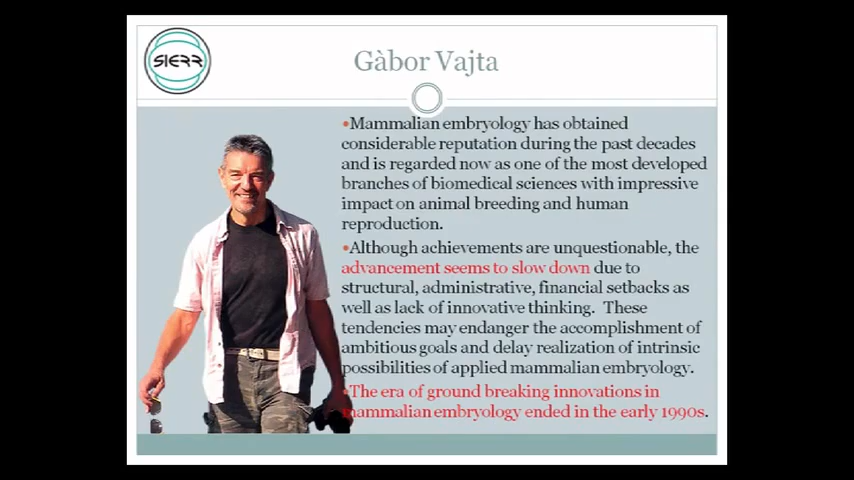 SIERR
Gàbor Vajta
•Mammalian embryology has obtained
considerable reputation during the past decades
and is regarded now as one of the most developed
branches of biomedical sciences with impressive
impact on animal breeding and human
reproduction.
•Although achievements are unquestionable, the
advancement seems to slow down due to
structural, administrative, financial setbacks as
well as lack of innovative thinking. These
tendencies may endanger the accomplishment of
ambitious goals and delay realization of intrinsic
possibilities of applied mammalian embryology.
•The era of ground breaking innovations in
mammalian embryology ended in the early 1990s.